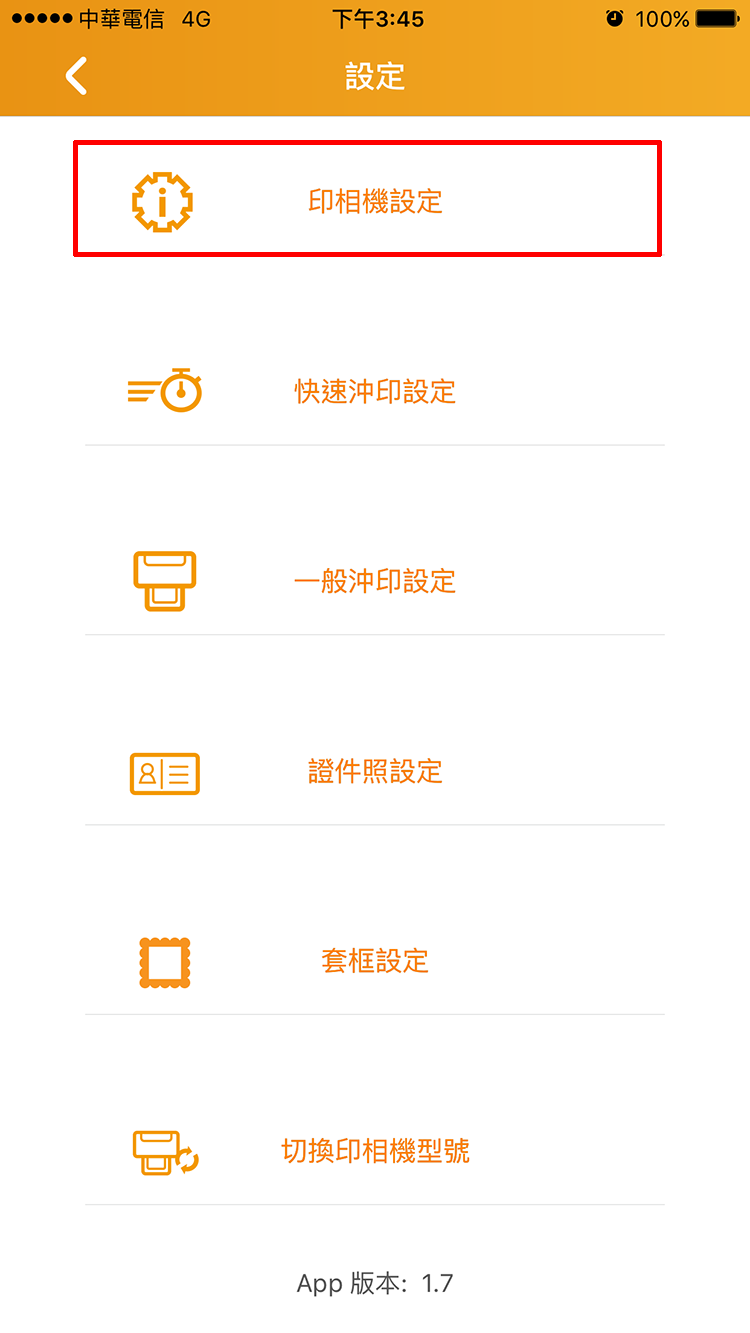 中華電信 4G 下午3:45 100%
設定
印相機設定
快速沖印設定
一般沖印設定
證件照設定
套框設定
切換印相機型號
App 版本: 1.7